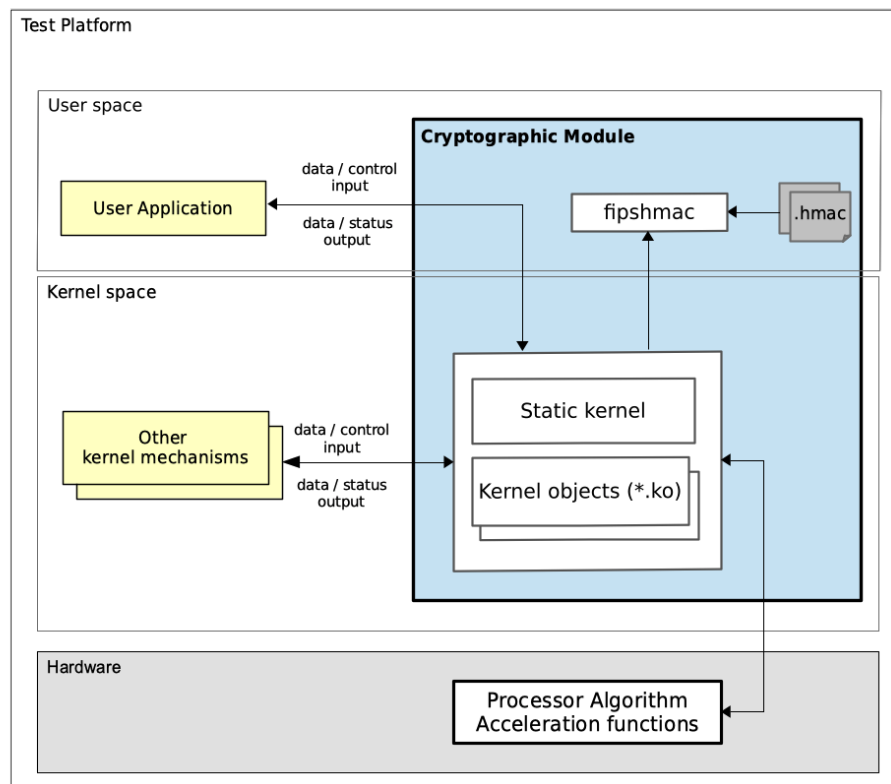 Test Platform
User space
Cryptographic Module
data / control
input
User Application
data / status
output
fipshmac
.hmac
Kernel space
Static kernel
Other
kernel mechanisms
data / control
input
data / status
output
Kernel objects (*.ko)
Hardware
Processor Algorithm
Acceleration functions